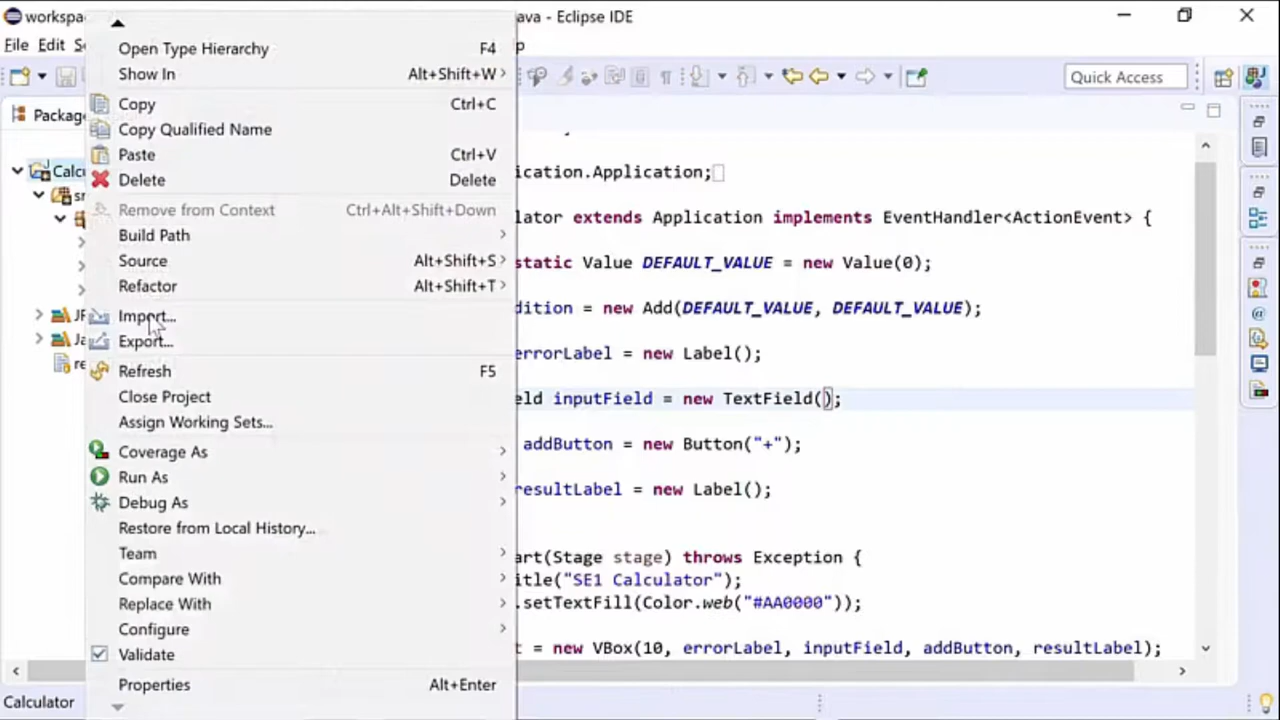 workspa
ava - Eclipse IDE
File Edit S
Quick Access
Packag
Calcu
sr
JF
Ja
re
Open Type Hierarchy F4
Show In Alt+Shift+W
Copy Ctrl+C
Copy Qualified Name
Paste Ctrl+V
Delete Delete
Remove from Context Ctrl+Alt+Shift+Down
Build Path
Source Alt+Shift+S
Refactor Alt+Shift+T
Import...
Export...
Refresh F5
Close Project
Assign Working Sets...
Coverage As
Run As
Debug As
Restore from Local History...
Team
Compare With
Replace With
Configure
Validate
Properties Alt+Enter
ication.Application;
lator extends Application implements EventHandler<ActionEvent> {
static Value DEFAULT_VALUE = new Value(0);
dition = new Add(DEFAULT_VALUE, DEFAULT_VALUE);
errorLabel = new Label();
eld inputField = new TextField();
addButton = new Button("+");
resultLabel = new Label();
art(Stage stage) throws Exception {
itle("SE1 Calculator");
.setTextFill(Color.web("#AA0000"));
t = new VBox(10, errorLabel, inputField, addButton, resultLabel);
Calculator